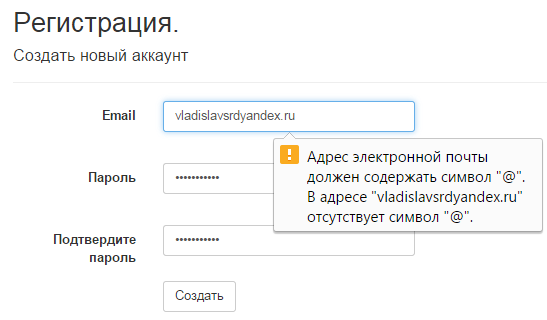 Регистрация.
Создать новый аккаунт
Email
vladislavsrdyandex.ru
Адрес электронной почты
должен содержать символ "@".
В адресе "vladislavsrdyandex.ru"
отсутствует символ "@".
Пароль
•••••••••••
Подтвердите
пароль
•••••••••••
Создать